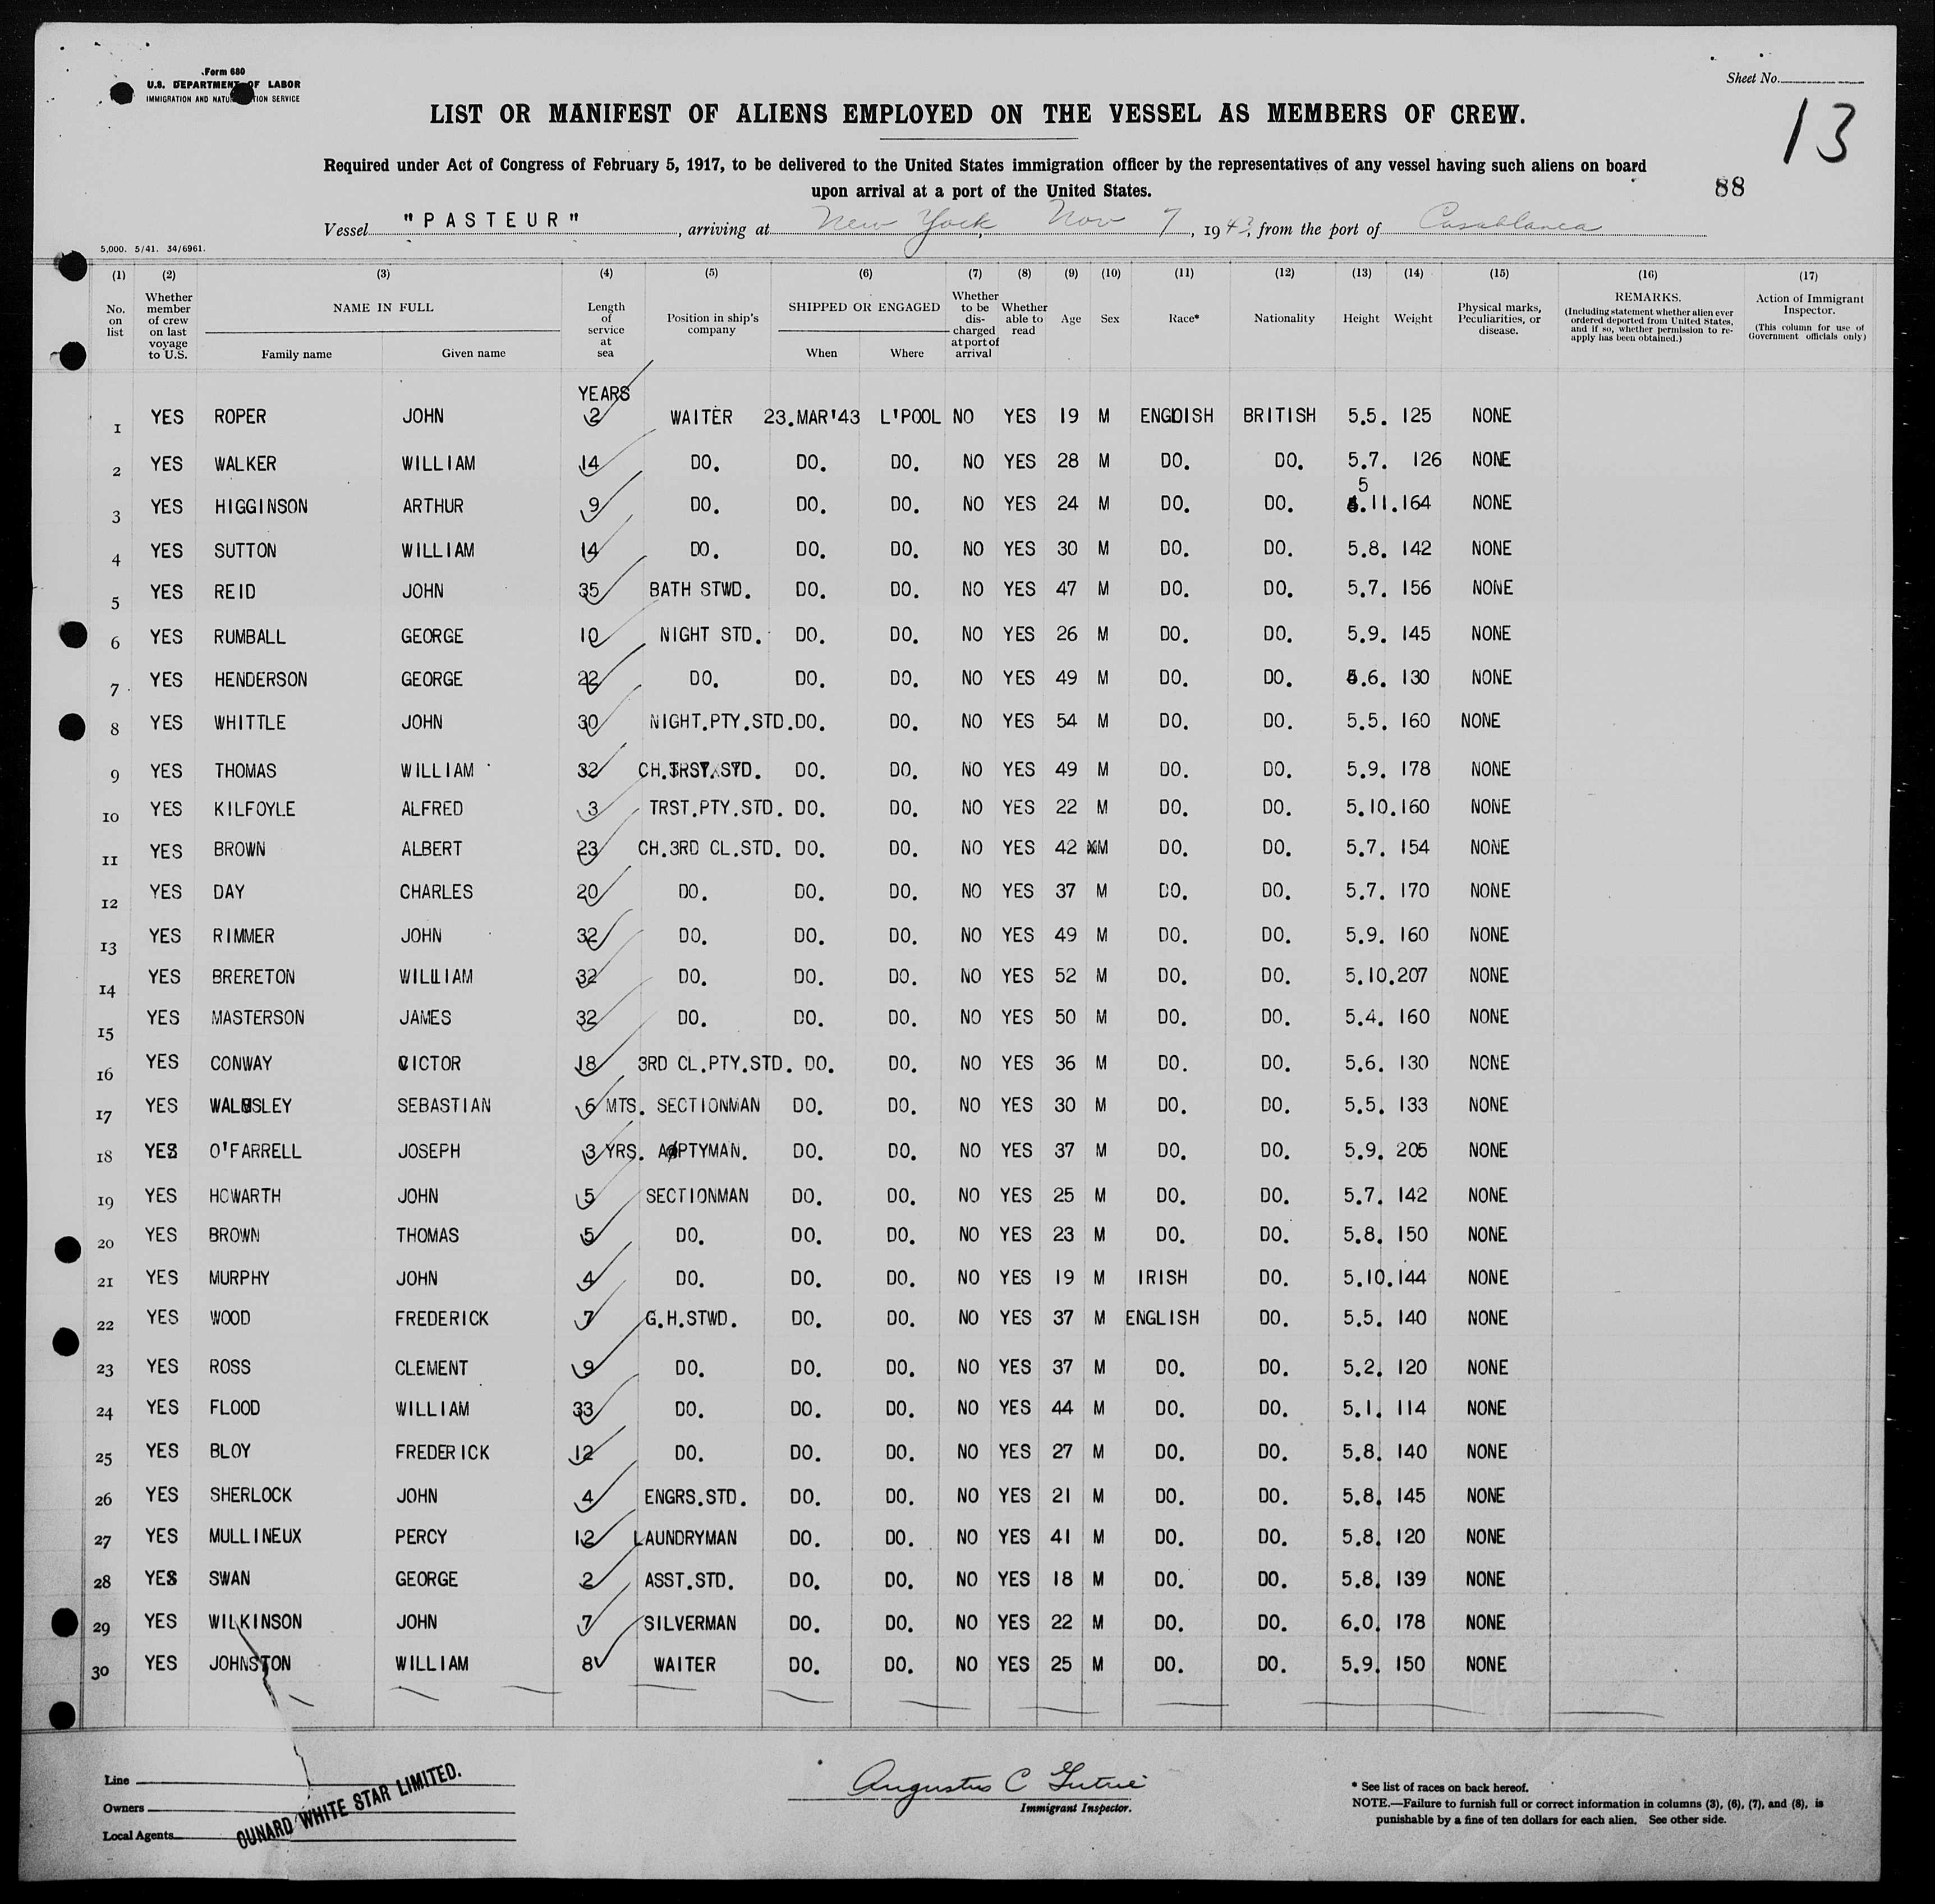 Form 680
U.S. DEPARTMENT OF LABOR
IMMIGRATION AND NATU TION SERVICE
Sheet No.
13
LIST OR MANIFEST OF ALIENS EMPLOYED ON THE VESSEL AS MEMBERS OF CREW.
Required under Act of Congress of February 5, 1917, to be delivered to the United States immigration officer by the representatives of any vessel having such aliens on board
upon arrival at a port of the United States.
88
Vessel "PASTEUR", arriving at New York Nov 7, 1943, from the port of Casablanca
5,000. 5/41. 34/6961.
(1) (2) (3) (4) (5) (6) (7) (8) (9) (10) (11) (12) (13) (14) (15) (16) (17)
No. on list
Whether member of crew on last voyage to U.S.
NAME IN FULL
Family name Given name
Length of service at sea
Position in ship's company
SHIPPED OR ENGAGED
When Where
Whether to be discharged at port of arrival
Whether able to read
Age
Sex
Race*
Nationality
Height
Weight
Physical marks, Peculiarities, or disease.
REMARKS.
(Including statement whether alien ever ordered deported from United States, and if so, whether permission to re-apply has been obtained.)
Action of Immigrant Inspector.
(This column for use of Government officials only)
YEARS
1 YES ROPER JOHN 2 WAITER 23.MAR'43 L'POOL NO YES 19 M ENGDISH BRITISH 5.5. 125 NONE
2 YES WALKER WILLIAM 14 DO. DO. DO. NO YES 28 M DO. DO. 5.7. 126 NONE
3 YES HIGGINSON ARTHUR 9 DO. DO. DO. NO YES 24 M DO. DO. 5.11.164 NONE
4 YES SUTTON WILLIAM 14 DO. DO. DO. NO YES 30 M DO. DO. 5.8. 142 NONE
5 YES REID JOHN 35 BATH STWD. DO. DO. NO YES 47 M DO. DO. 5.7. 156 NONE
6 YES RUMBALL GEORGE 10 NIGHT STD. DO. DO. NO YES 26 M DO. DO. 5.9. 145 NONE
7 YES HENDERSON GEORGE 22 DO. DO. DO. NO YES 49 M DO. DO. 5.6. 130 NONE
8 YES WHITTLE JOHN 30 NIGHT.PTY.STD.DO. DO. NO YES 54 M DO. DO. 5.5. 160 NONE
9 YES THOMAS WILLIAM 32 CH.TRST.STD. DO. DO. NO YES 49 M DO. DO. 5.9. 178 NONE
10 YES KILFOYLE ALFRED 3 TRST.PTY.STD. DO. DO. NO YES 22 M DO. DO. 5.10.160 NONE
11 YES BROWN ALBERT 23 CH.3RD CL.STD. DO. DO. NO YES 42 M DO. DO. 5.7. 154 NONE
12 YES DAY CHARLES 20 DO. DO. DO. NO YES 37 M DO. DO. 5.7. 170 NONE
13 YES RIMMER JOHN 32 DO. DO. DO. NO YES 49 M DO. DO. 5.9. 160 NONE
14 YES BRERETON WILLIAM 32 DO. DO. DO. NO YES 52 M DO. DO. 5.10.207 NONE
15 YES MASTERSON JAMES 32 DO. DO. DO. NO YES 50 M DO. DO. 5.4. 160 NONE
16 YES CONWAY VICTOR 18 3RD CL.PTY.STD. DO. DO. NO YES 36 M DO. DO. 5.6. 130 NONE
17 YES WALMSLEY SEBASTIAN 6 MTS. SECTIONMAN DO. DO. NO YES 30 M DO. DO. 5.5. 133 NONE
18 YES O'FARRELL JOSEPH 3 YRS. PTYMAN. DO. DO. NO YES 37 M DO. DO. 5.9. 205 NONE
19 YES HOWARTH JOHN 5 SECTIONMAN DO. DO. NO YES 25 M DO. DO. 5.7. 142 NONE
20 YES BROWN THOMAS 5 DO. DO. DO. NO YES 23 M DO. DO. 5.8. 150 NONE
21 YES MURPHY JOHN 4 DO. DO. DO. NO YES 19 M IRISH DO. 5.10.144 NONE
22 YES WOOD FREDERICK 7 G.H.STWD. DO. DO. NO YES 37 M ENGLISH DO. 5.5. 140 NONE
23 YES ROSS CLEMENT 9 DO. DO. DO. NO YES 37 M DO. DO. 5.2. 120 NONE
24 YES FLOOD WILLIAM 33 DO. DO. DO. NO YES 44 M DO. DO. 5.1. 114 NONE
25 YES BLOY FREDERICK 12 DO. DO. DO. NO YES 27 M DO. DO. 5.8. 140 NONE
26 YES SHERLOCK JOHN 4 ENGRS.STD. DO. DO. NO YES 21 M DO. DO. 5.8. 145 NONE
27 YES MULLINEUX PERCY 12 LAUNDRYMAN DO. DO. NO YES 41 M DO. DO. 5.8. 120 NONE
28 YES SWAN GEORGE 2 ASST.STD. DO. DO. NO YES 18 M DO. DO. 5.8. 139 NONE
29 YES WILKINSON JOHN 7 SILVERMAN DO. DO. NO YES 22 M DO. DO. 6.0. 178 NONE
30 YES JOHNSTON WILLIAM 8 WAITER DO. DO. NO YES 25 M DO. DO. 5.9. 150 NONE
Line
Owners
Local Agents
CUNARD WHITE STAR LIMITED.
Augustus C
Immigrant Inspector.
* See list of races on back hereof.
NOTE.—Failure to furnish full or correct information in columns (3), (6), (7), and (8), is
punishable by a fine of ten dollars for each alien. See other side.